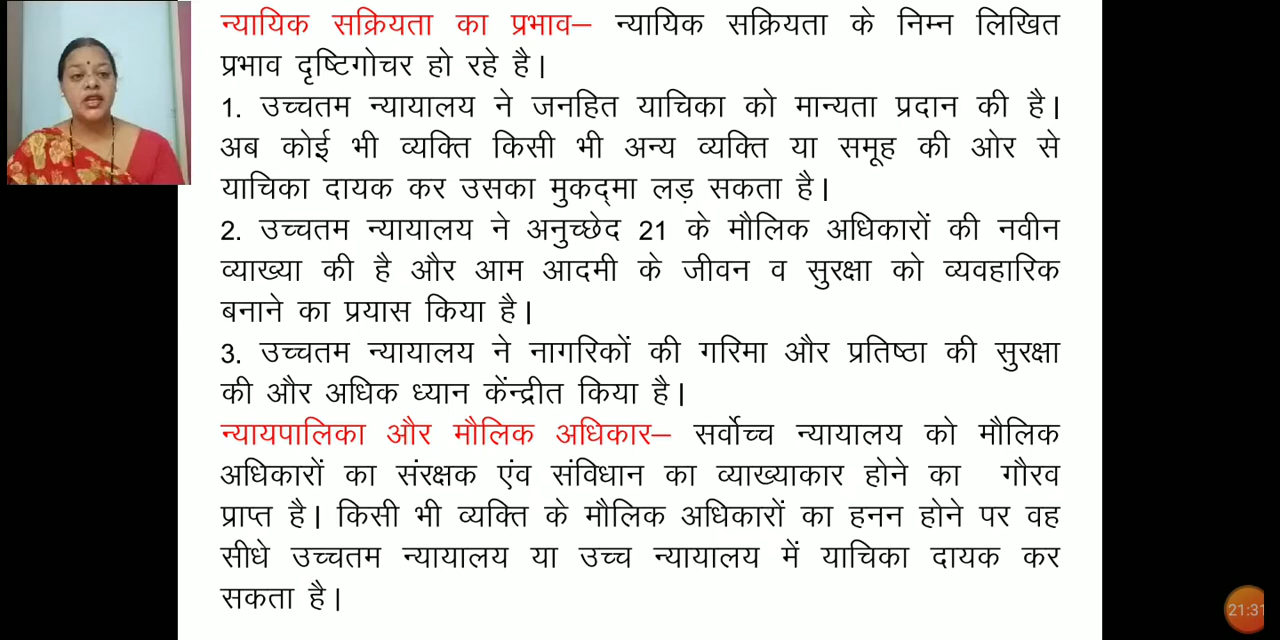 न्यायिक सक्रियता का प्रभाव– न्यायिक सक्रियता के निम्न लिखित
प्रभाव दृष्टिगोचर हो रहे है।
1. उच्चतम न्यायालय ने जनहित याचिका को मान्यता प्रदान की है।
अब कोई भी व्यक्ति किसी भी अन्य व्यक्ति या समूह की ओर से
याचिका दायक कर उसका मुकद्मा लड़ सकता है।
2. उच्चतम न्यायालय ने अनुच्छेद 21 के मौलिक अधिकारों की नवीन
व्याख्या की है और आम आदमी के जीवन व सुरक्षा को व्यवहारिक
बनाने का प्रयास किया है।
3. उच्चतम न्यायालय ने नागरिकों की गरिमा और प्रतिष्ठा की सुरक्षा
की और अधिक ध्यान केंन्द्रीत किया है।
न्यायपालिका और मौलिक अधिकार– सर्वोच्च न्यायालय को मौलिक
अधिकारों का संरक्षक एंव संविधान का व्याख्याकार होने का गौरव
प्राप्त है। किसी भी व्यक्ति के मौलिक अधिकारों का हनन होने पर वह
सीधे उच्चतम न्यायालय या उच्च न्यायालय में याचिका दायक कर
सकता है।
21:31